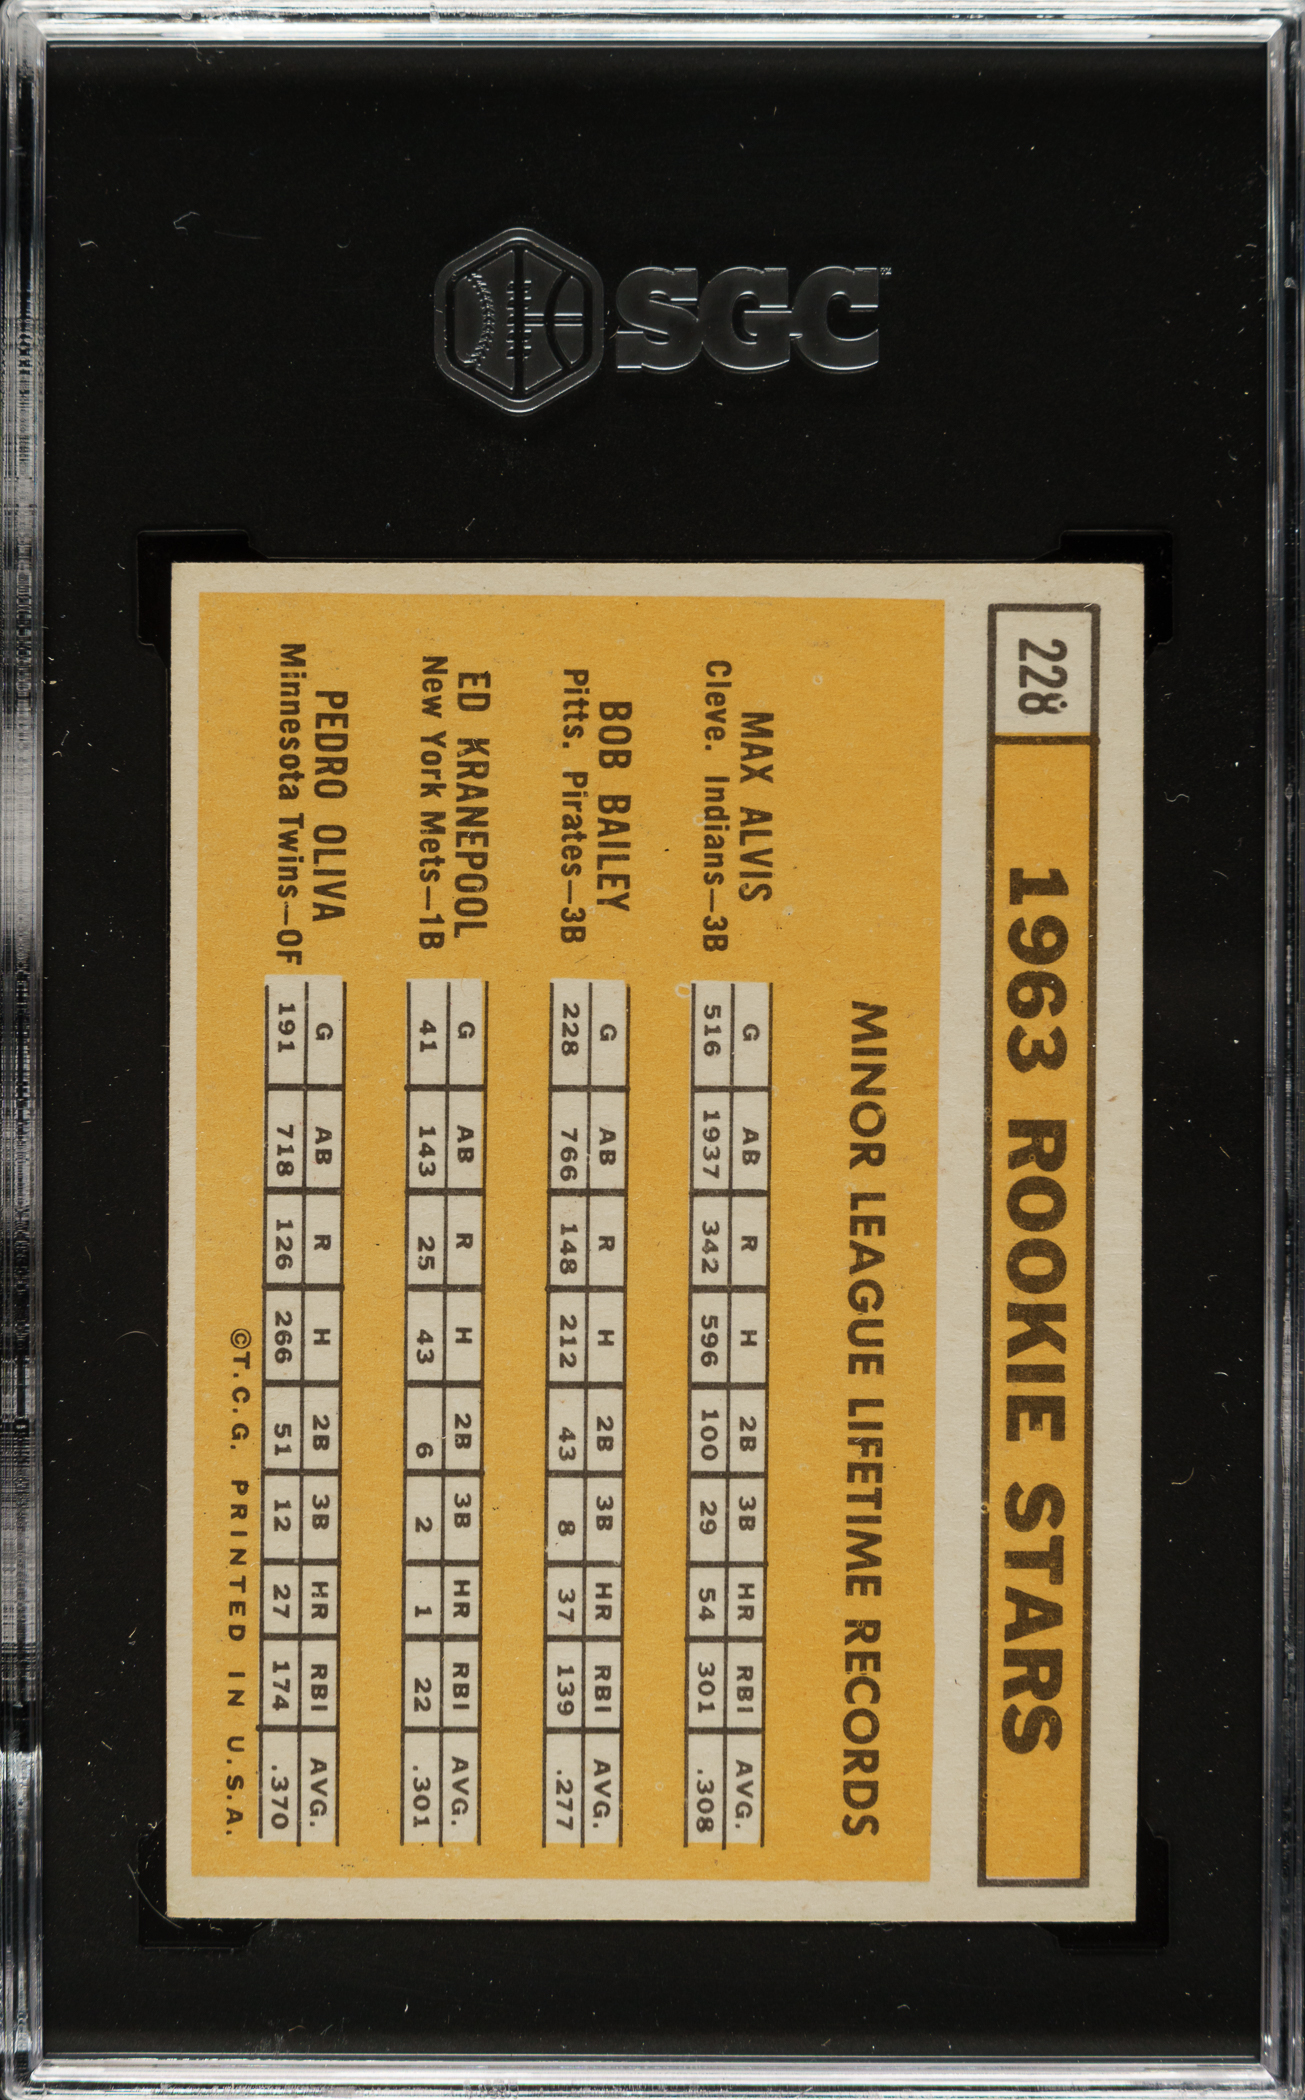 SGC
228
1963 ROOKIE STARS
MINOR LEAGUE LIFETIME RECORDS
MAX ALVIS
Cleve. Indians—3B
G AB R H 2B 3B HR RBI AVG.
516 1937 342 596 100 29 54 301 .308
BOB BAILEY
Pitts. Pirates—3B
G AB R H 2B 3B HR RBI AVG.
228 766 148 212 43 8 37 139 .277
ED KRANEPOOL
New York Mets—1B
G AB R H 2B 3B HR RBI AVG.
41 143 25 43 6 2 1 22 .301
PEDRO OLIVA
Minnesota Twins—OF
G AB R H 2B 3B HR RBI AVG.
191 718 126 266 51 12 27 174 .370
©T.C.G. PRINTED IN U.S.A.